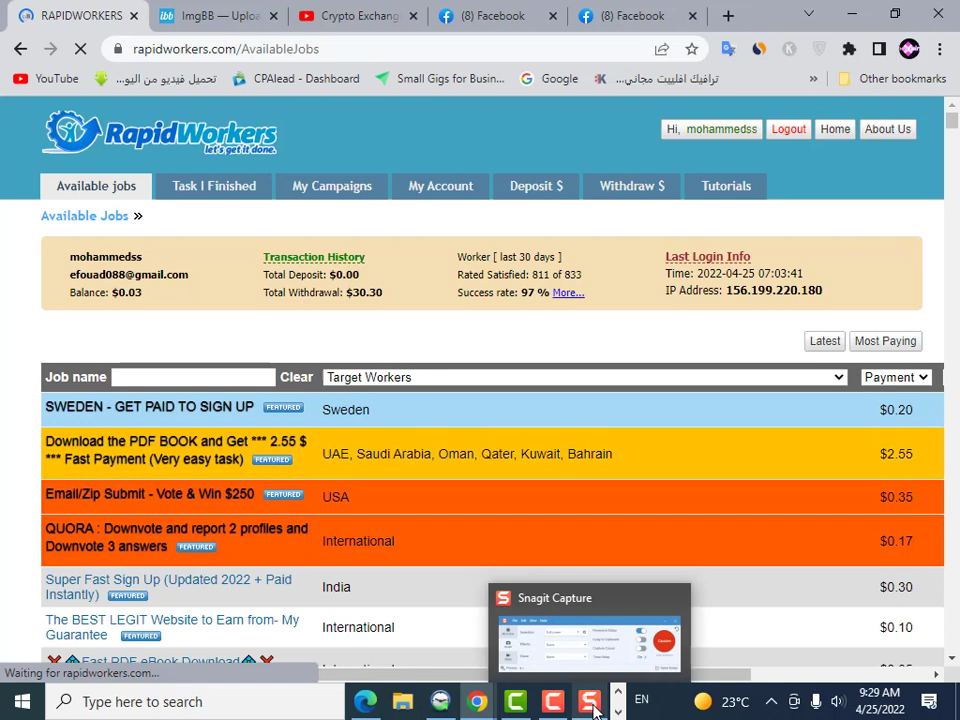 RAPIDWORKERS
ImgBB — Uploa
Crypto Exchang
(8) Facebook
(8) Facebook
rapidworkers.com/AvailableJobs
YouTube
تحميل فيديو من اليو...
CPAlead - Dashboard
Small Gigs for Busin...
Google
ترافيك افلييت مجاني...
Other bookmarks
RapidWorkers
let's get it done.
Hi, mohammedss
Logout
Home
About Us
Available jobs
Task I Finished
My Campaigns
My Account
Deposit $
Withdraw $
Tutorials
Available Jobs »
mohammedss
efouad088@gmail.com
Balance: $0.03
Transaction History
Total Deposit: $0.00
Total Withdrawal: $30.30
Worker [ last 30 days ]
Rated Satisfied: 811 of 833
Success rate: 97 % More...
Last Login Info
Time: 2022-04-25 07:03:41
IP Address: 156.199.220.180
Latest
Most Paying
Job name
Clear
Target Workers
Payment
SWEDEN - GET PAID TO SIGN UP FEATURED
Sweden
$0.20
Download the PDF BOOK and Get *** 2.55 $
*** Fast Payment (Very easy task) FEATURED
UAE, Saudi Arabia, Oman, Qater, Kuwait, Bahrain
$2.55
Email/Zip Submit - Vote & Win $250 FEATURED
USA
$0.35
QUORA : Downvote and report 2 profiles and
Downvote 3 answers FEATURED
International
$0.17
Super Fast Sign Up (Updated 2022 + Paid
Instantly) FEATURED
India
$0.30
The BEST LEGIT Website to Earn from- My
Guarantee FEATURED
International
$0.10
Fast PDF eBook Download
Waiting for rapidworkers.com...
Snagit Capture
Type here to search
EN
23°C
9:29 AM
4/25/2022